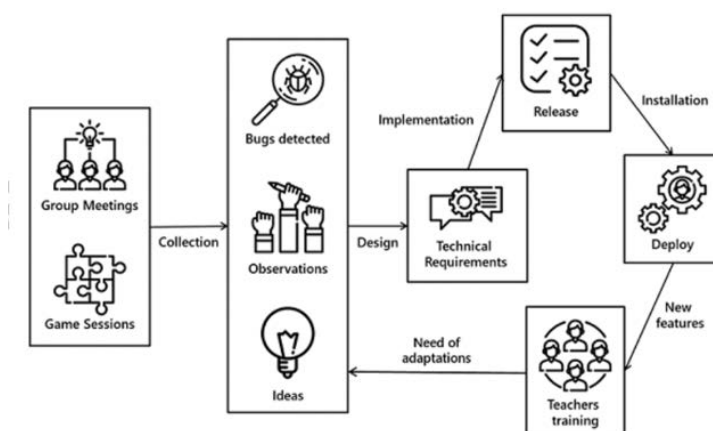 Group Meetings
Game Sessions
Collection
Bugs detected
Observations
Ideas
Design
Technical
Requirements
Implementation
Release
Installation
Deploy
New
features
Teachers
training
Need of
adaptations